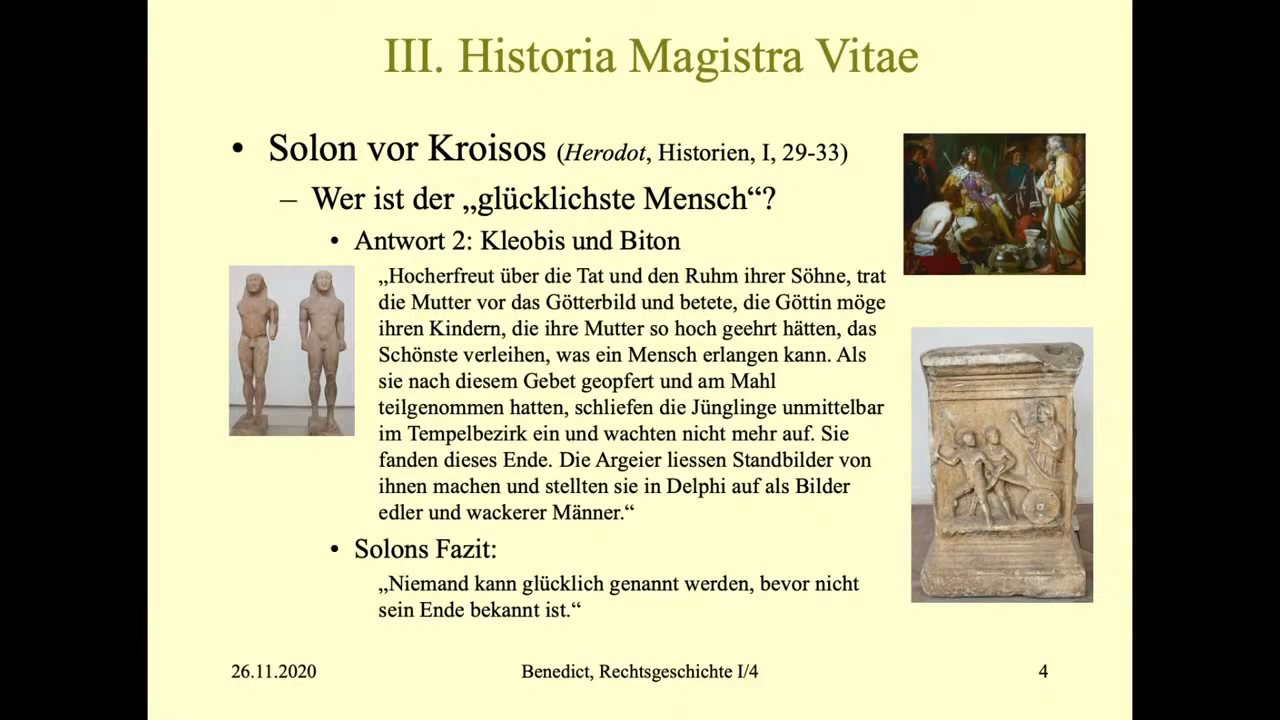 III. Historia Magistra Vitae
• Solon vor Kroisos (Herodot, Historien, I, 29-33)
– Wer ist der „glücklichste Mensch“?
• Antwort 2: Kleobis und Biton
„Hocherfreut über die Tat und den Ruhm ihrer Söhne, trat
die Mutter vor das Götterbild und betete, die Göttin möge
ihren Kindern, die ihre Mutter so hoch geehrt hätten, das
Schönste verleihen, was ein Mensch erlangen kann. Als
sie nach diesem Gebet geopfert und am Mahl
teilgenommen hatten, schliefen die Jünglinge unmittelbar
im Tempelbezirk ein und wachten nicht mehr auf. Sie
fanden dieses Ende. Die Argeier liessen Standbilder von
ihnen machen und stellten sie in Delphi auf als Bilder
edler und wackerer Männer.“
• Solons Fazit:
„Niemand kann glücklich genannt werden, bevor nicht
sein Ende bekannt ist.“
26.11.2020
Benedict, Rechtsgeschichte I/4
4